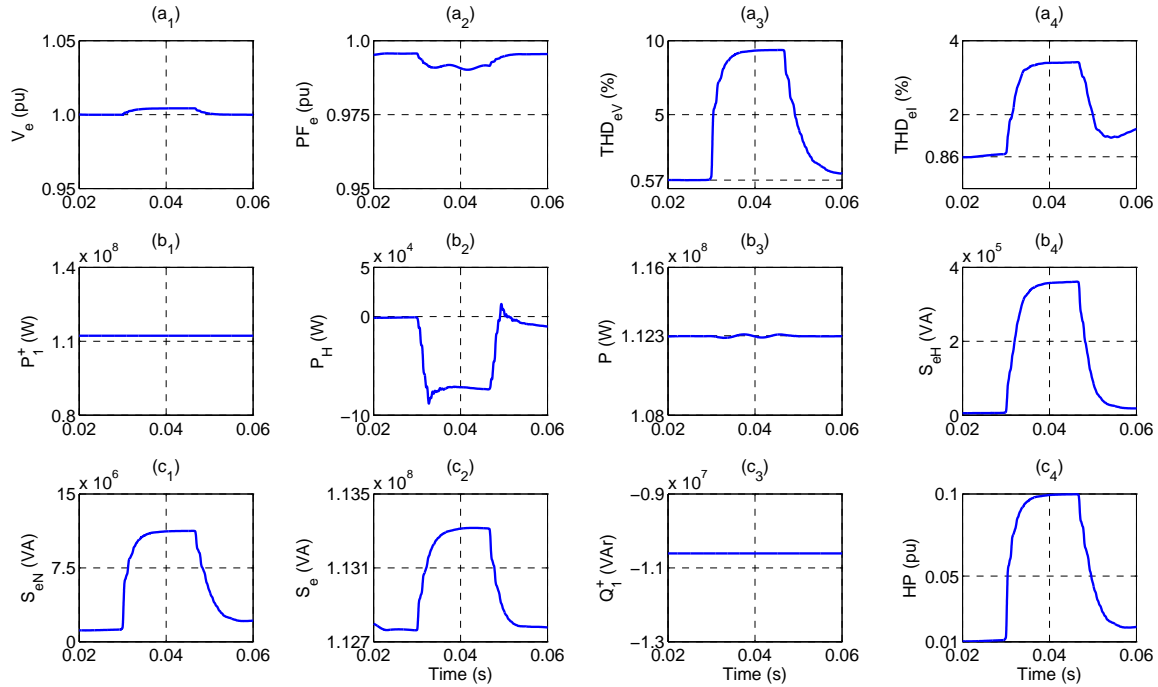 (a1) (a2) (a3) (a4)
1.05 1.0 10 4
Ve (pu) PFe (pu) THDeV (%) THDeI (%)
1.0 0.975 5 2
0.95 0.95 0.57 0.86
0.02 0.04 0.06 0.02 0.04 0.06 0.02 0.04 0.06 0.02 0.04 0.06
(b1) (b2) (b3) (b4)
x 10^8 x 10^4 x 10^8 x 10^5
1.4 5 1.16 4
P1+ (W) PH (W) P (W) SeH (VA)
1.1 0 1.123 2
0.8 −10 1.08 0
0.02 0.04 0.06 0.02 0.04 0.06 0.02 0.04 0.06 0.02 0.04 0.06
(c1) (c2) (c3) (c4)
x 10^6 x 10^8 x 10^7
15 1.135 −0.9 0.1
SeN (VA) Se (VA) Q1+ (VAr) HP (pu)
7.5 1.131 −1.1 0.05
0 1.127 −1.3 0.01
0.02 0.04 0.06 0.02 0.04 0.06 0.02 0.04 0.06 0.02 0.04 0.06
Time (s) Time (s) Time (s) Time (s)